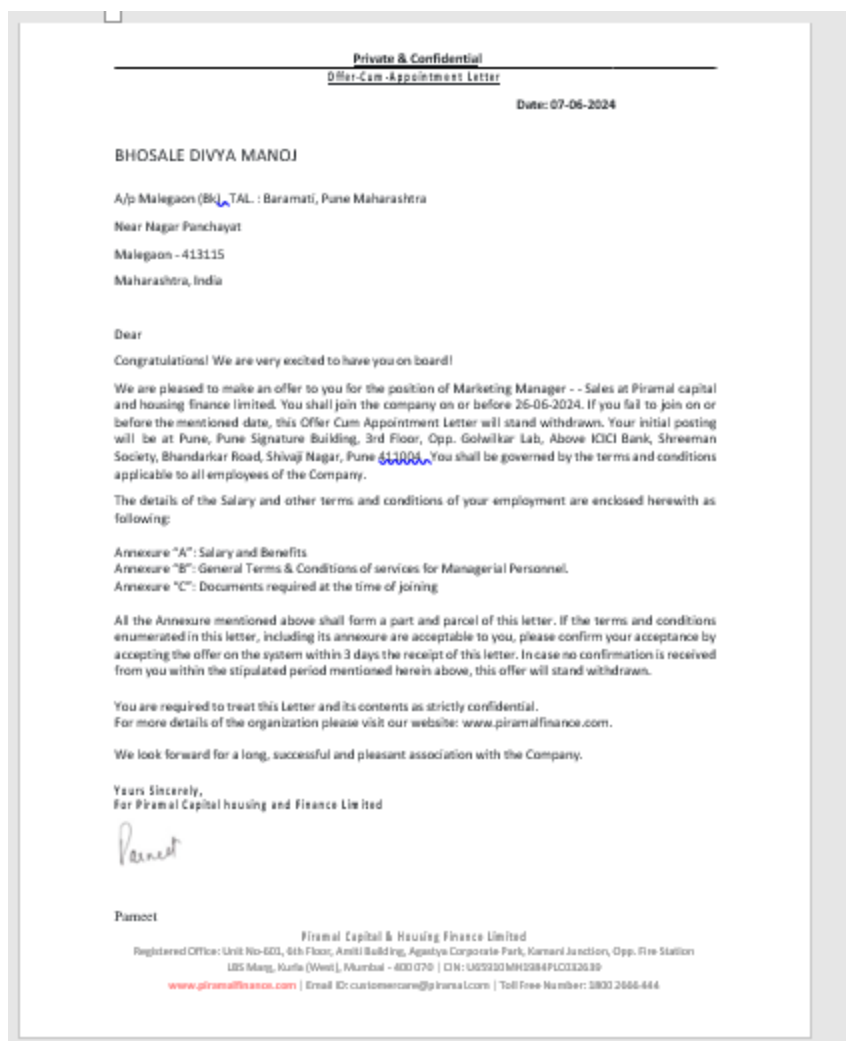 Private & Confidential
Offer-Cum-Appointment Letter
Date: 07-06-2024
BHOSALE DIVYA MANOJ
A/p Malegaon (Bk), TAL. : Baramati, Pune Maharashtra
Near Nagar Panchayat
Malegaon - 413115
Maharashtra, India
Dear
Congratulations! We are very excited to have you on board!
We are pleased to make an offer to you for the position of Marketing Manager - - Sales at Piramal capital
and housing finance limited. You shall join the company on or before 26-06-2024. If you fail to join on or
before the mentioned date, this Offer Cum Appointment Letter will stand withdrawn. Your initial posting
will be at Pune, Pune Signature Building, 3rd Floor, Opp. Golwilkar Lab, Above ICICI Bank, Shreeman
Society, Bhandarkar Road, Shivaji Nagar, Pune 411004. You shall be governed by the terms and conditions
applicable to all employees of the Company.
The details of the Salary and other terms and conditions of your employment are enclosed herewith as
following:
Annexure "A": Salary and Benefits
Annexure "B": General Terms & Conditions of services for Managerial Personnel.
Annexure "C": Documents required at the time of joining
All the Annexure mentioned above shall form a part and parcel of this letter. If the terms and conditions
enumerated in this letter, including its annexure are acceptable to you, please confirm your acceptance by
accepting the offer on the system within 3 days the receipt of this letter. In case no confirmation is received
from you within the stipulated period mentioned herein above, this offer will stand withdrawn.
You are required to treat this Letter and its contents as strictly confidential.
For more details of the organization please visit our website: www.piramalfinance.com.
We look forward for a long, successful and pleasant association with the Company.
Yours Sincerely,
For Piramal Capital housing and Finance Limited
Parneet
Parneet
Piramal Capital & Housing Finance Limited
Registered Office: Unit No-601, 6th Floor, Amiti Building, Agastya Corporate Park, Kamani Junction, Opp. Fire Station
LBS Marg, Kurla (West), Mumbai - 400 070 | CIN:
www.piramalfinance.com | Email ID: customercare@piramal.com | Toll Free Number: 1800 2666 444